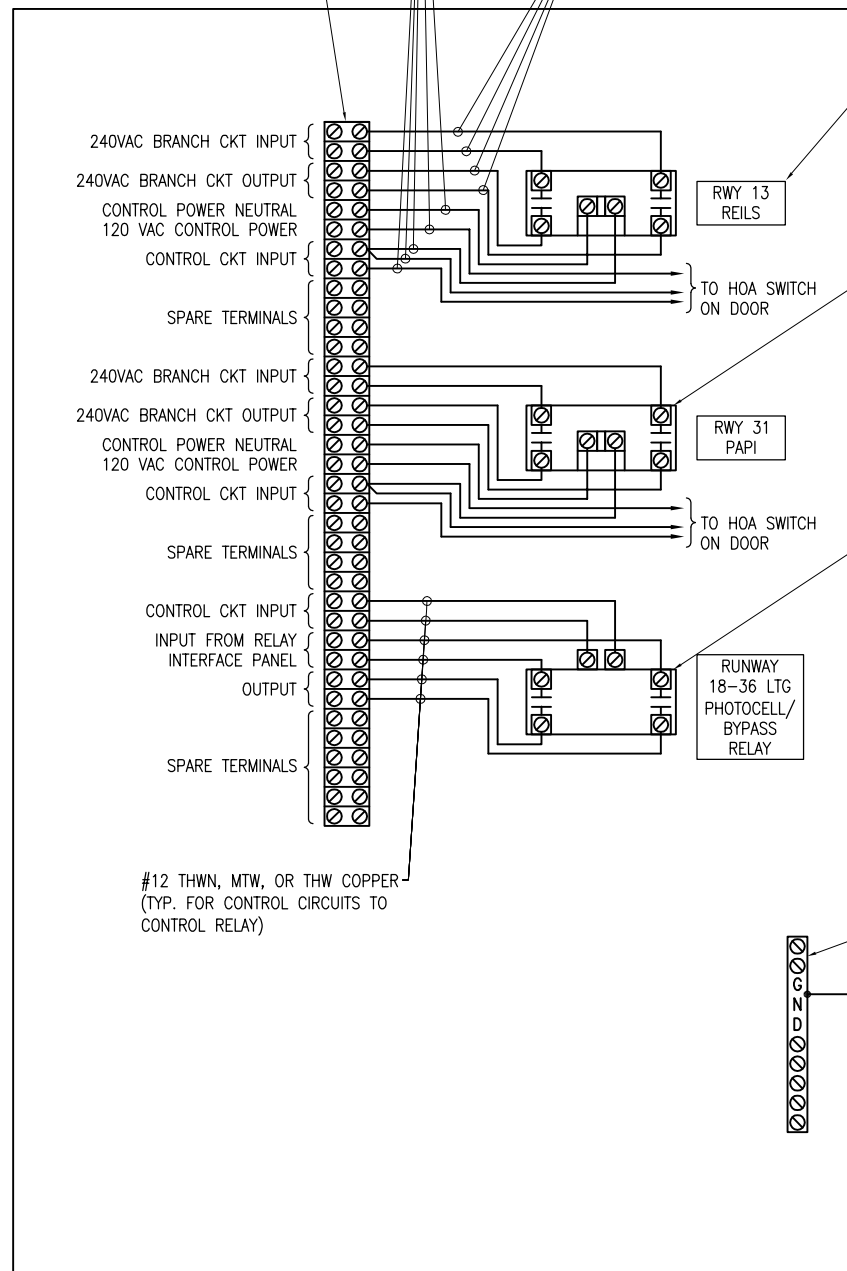 240VAC BRANCH CKT INPUT
240VAC BRANCH CKT OUTPUT
CONTROL POWER NEUTRAL
120 VAC CONTROL POWER
CONTROL CKT INPUT
SPARE TERMINALS
RWY 13
REILS
TO HOA SWITCH
ON DOOR
240VAC BRANCH CKT INPUT
240VAC BRANCH CKT OUTPUT
CONTROL POWER NEUTRAL
120 VAC CONTROL POWER
CONTROL CKT INPUT
SPARE TERMINALS
RWY 31
PAPI
TO HOA SWITCH
ON DOOR
CONTROL CKT INPUT
INPUT FROM RELAY
INTERFACE PANEL
OUTPUT
SPARE TERMINALS
RUNWAY
18-36 LTG
PHOTOCELL/
BYPASS
RELAY
#12 THWN, MTW, OR THW COPPER
(TYP. FOR CONTROL CIRCUITS TO
CONTROL RELAY)
GND